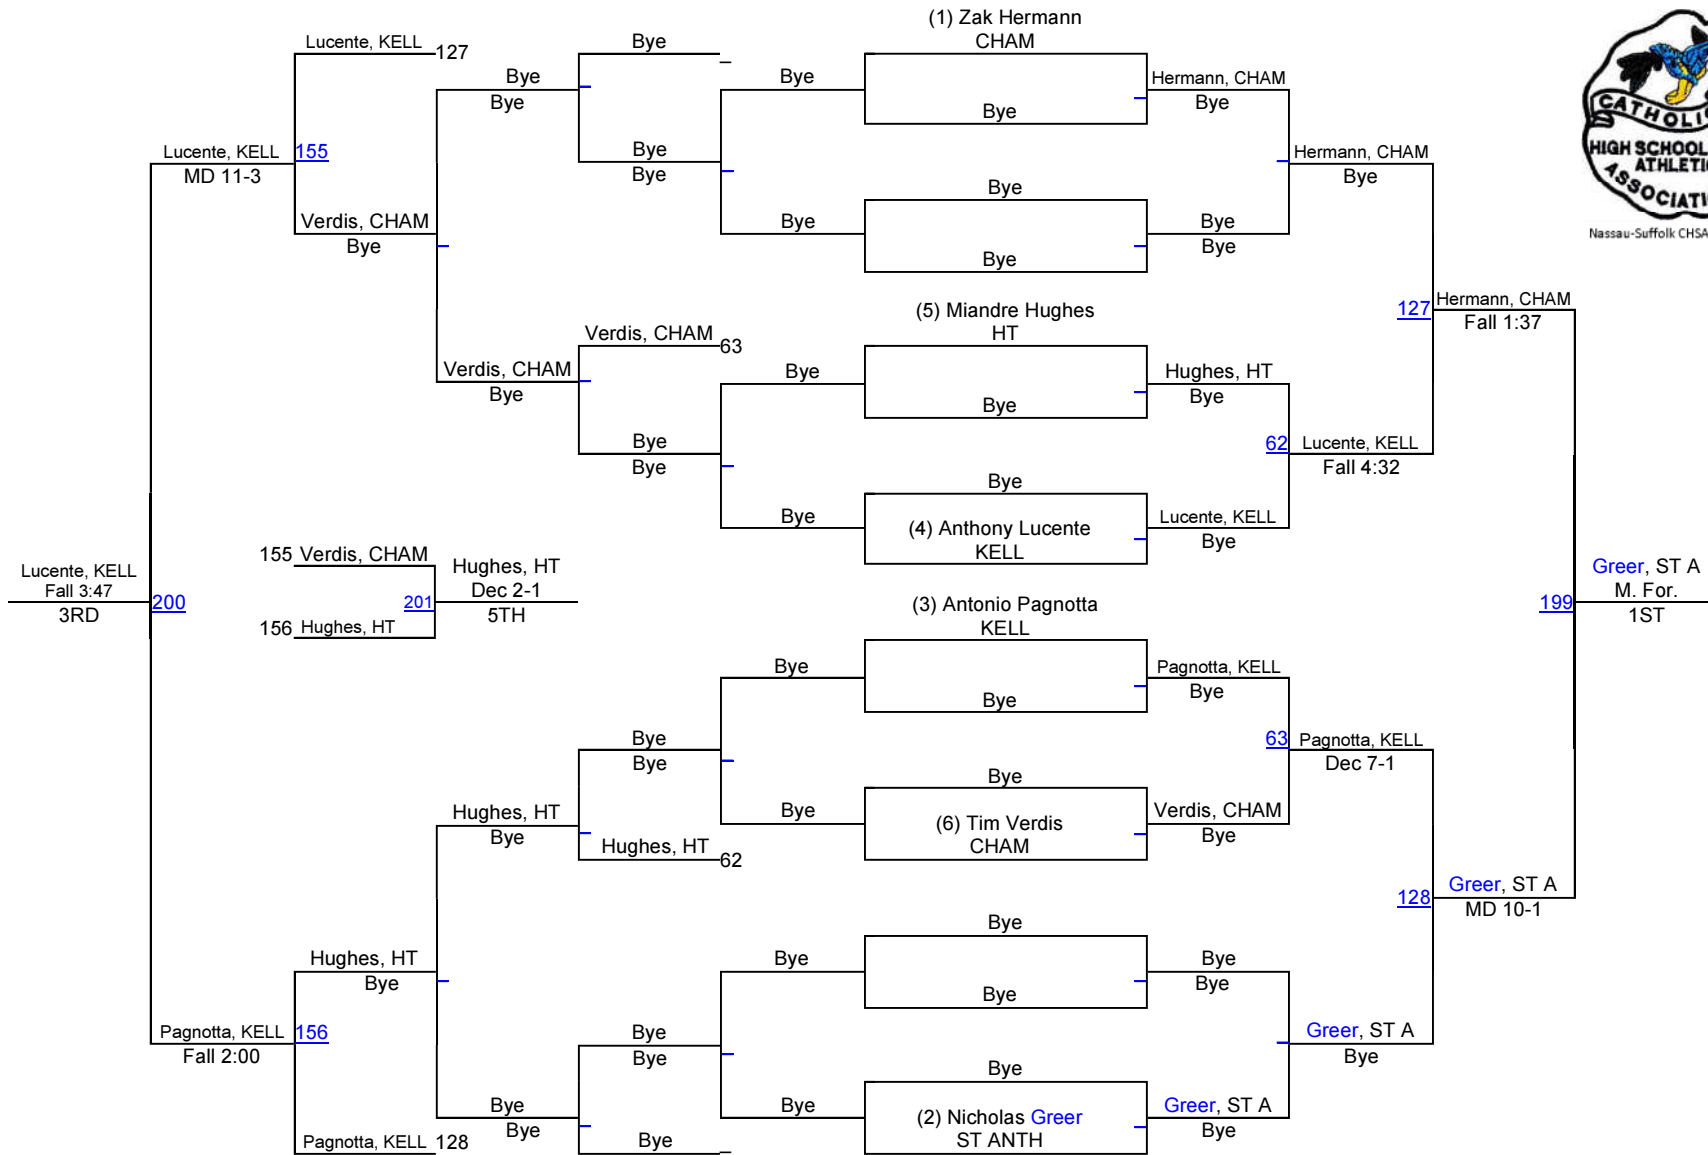 (1) Zak Hermann
CHAM
Lucente, KELL
127
Bye
_
Bye
Bye
Bye
Bye
Hermann, CHAM
Bye
CATHOLIC
HIGH SCHOOL
ATHLETIC
ASSOCIATI
Nassau-Suffolk CHSA
Lucente, KELL
155
MD 11-3
Bye
Bye
Hermann, CHAM
Bye
Bye
Verdis, CHAM
Bye
Bye
Bye
Bye
Bye
(5) Miandre Hughes
HT
127
Hermann, CHAM
Fall 1:37
Verdis, CHAM
63
Verdis, CHAM
Bye
Bye
Bye
Hughes, HT
Bye
Bye
Bye
62
Lucente, KELL
Fall 4:32
Bye
Bye
(4) Anthony Lucente
KELL
Lucente, KELL
Bye
155 Verdis, CHAM
Hughes, HT
Dec 2-1
5TH
201
156 Hughes, HT
Lucente, KELL
Fall 3:47
3RD
200
Greer, ST A
M. For.
1ST
199
(3) Antonio Pagnotta
KELL
Bye
Bye
Pagnotta, KELL
Bye
Bye
Bye
63
Pagnotta, KELL
Dec 7-1
Bye
Bye
(6) Tim Verdis
CHAM
Verdis, CHAM
Bye
Hughes, HT
Bye
Hughes, HT
62
128
Greer, ST A
MD 10-1
Bye
Bye
Bye
Bye
Bye
Hughes, HT
Bye
Pagnotta, KELL
156
Fall 2:00
Bye
Bye
Greer, ST A
Bye
Bye
Bye
Bye
Bye
(2) Nicholas Greer
ST ANTH
Greer, ST A
Bye
Pagnotta, KELL
128
Bye
_